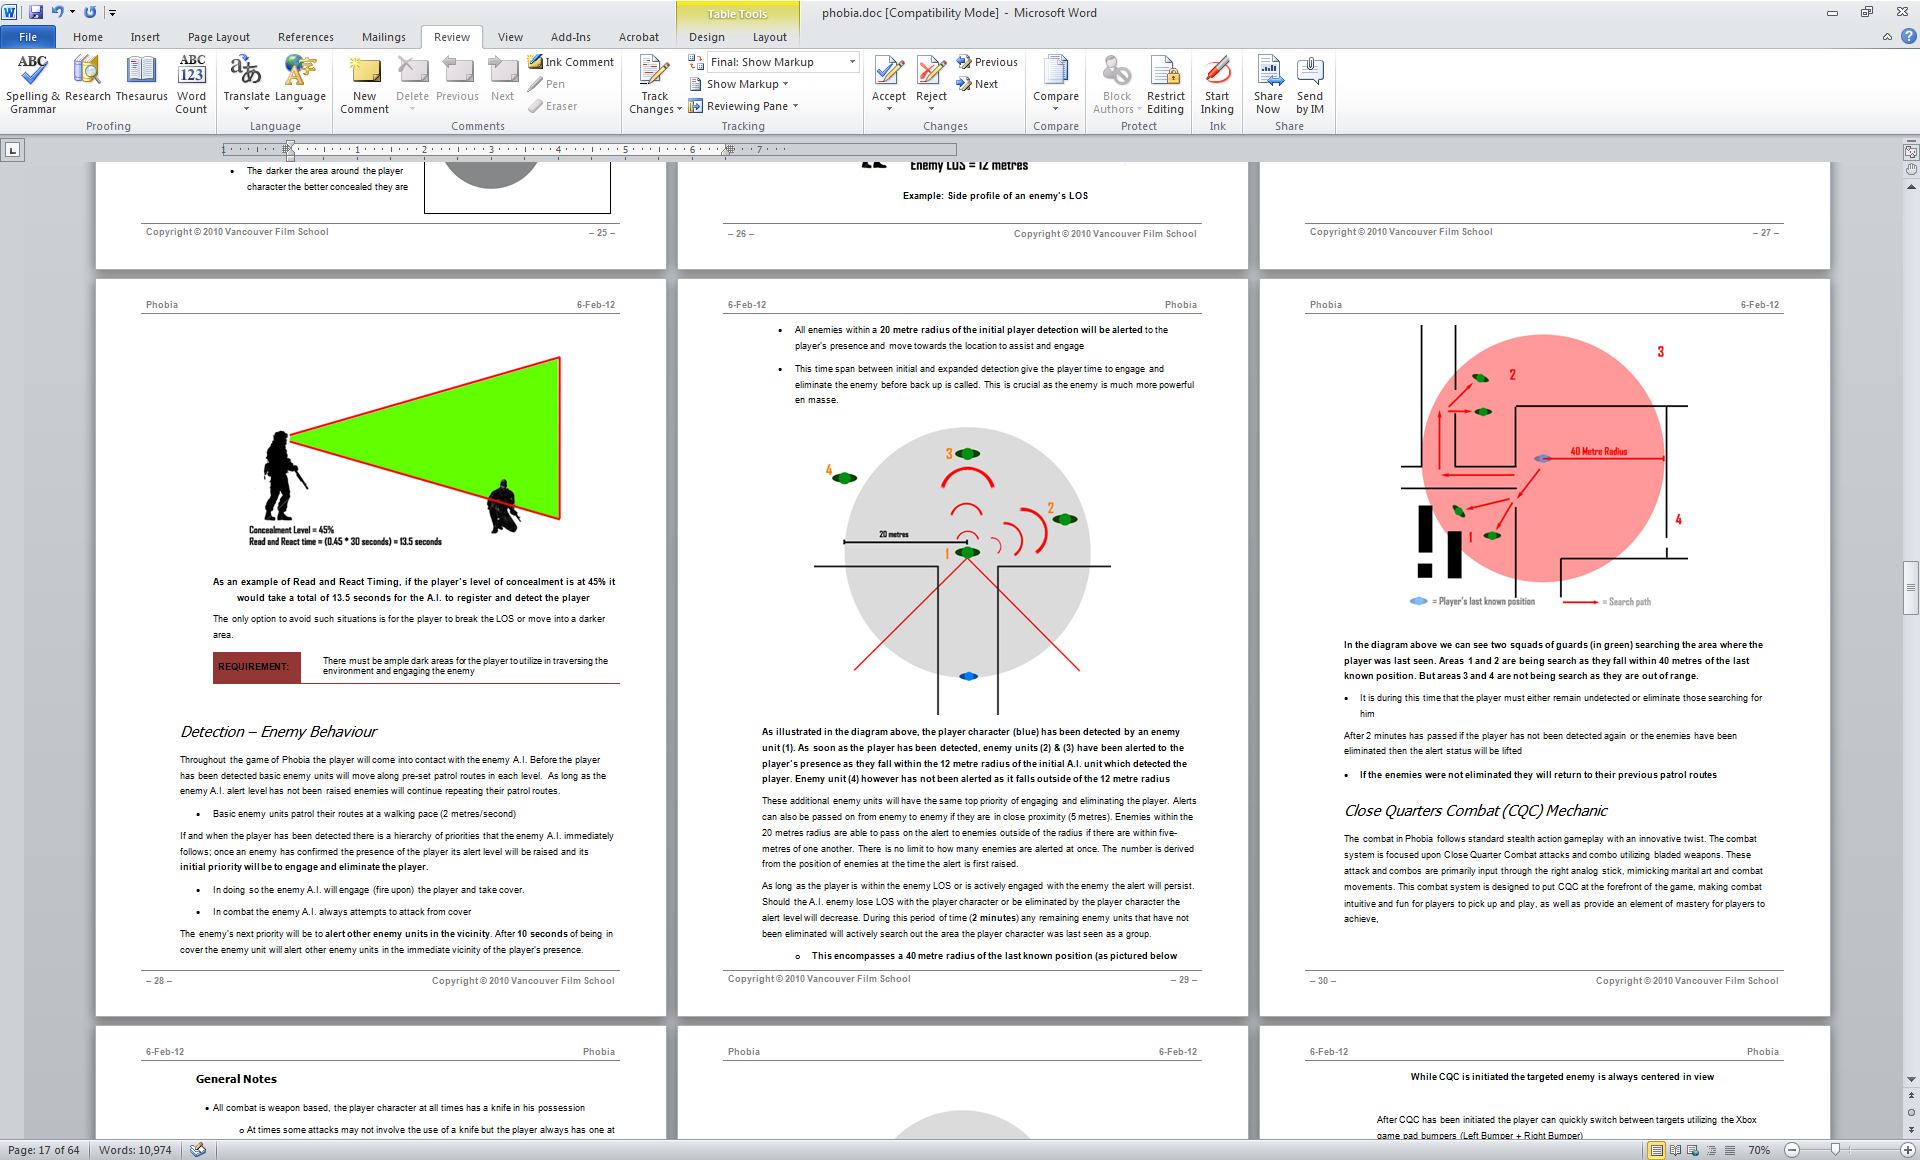 phobia.doc [Compatibility Mode] - Microsoft Word
Table Tools
File Home Insert Page Layout References Mailings Review View Add-Ins Acrobat Design Layout
ABC
Spelling & Grammar
Research
Thesaurus
ABC
123
Word Count
Proofing
Translate
Language
Language
New Comment
Delete
Previous
Next
Ink Comment
Pen
Eraser
Comments
Track Changes
Final: Show Markup
Show Markup
Reviewing Pane
Tracking
Accept
Reject
Previous
Next
Changes
Compare
Compare
Block Authors
Restrict Editing
Protect
Start Inking
Ink
Share Now
Send by IM
Share
1 1 2 3 4 5 6 7
• The darker the area around the player
character the better concealed they are
Copyright © 2010 Vancouver Film School – 25 –
Enemy LOS = 12 metres
Example: Side profile of an enemy's LOS
– 26 – Copyright © 2010 Vancouver Film School
Copyright © 2010 Vancouver Film School – 27 –
Phobia 6-Feb-12
Concealment Level = 45%
Read and React time = (0.45 * 30 seconds) = 13.5 seconds
As an example of Read and React Timing, if the player's level of concealment is at 45% it
would take a total of 13.5 seconds for the A.I. to register and detect the player
The only option to avoid such situations is for the player to break the LOS or move into a darker
area.
REQUIREMENT:
There must be ample dark areas for the player to utilize in traversing the
environment and engaging the enemy
Detection – Enemy Behaviour
Throughout the game of Phobia the player will come into contact with the enemy A.I. Before the player
has been detected basic enemy units will move along pre-set patrol routes in each level. As long as the
enemy A.I. alert level has not been raised enemies will continue repeating their patrol routes.
• Basic enemy units patrol their routes at a walking pace (2 metres/second)
If and when the player has been detected there is a hierarchy of priorities that the enemy A.I. immediately
follows; once an enemy has confirmed the presence of the player its alert level will be raised and its
initial priority will be to engage and eliminate the player.
• In doing so the enemy A.I. will engage (fire upon) the player and take cover.
• In combat the enemy A.I. always attempts to attack from cover
The enemy's next priority will be to alert other enemy units in the vicinity. After 10 seconds of being in
cover the enemy unit will alert other enemy units in the immediate vicinity of the player's presence.
– 28 – Copyright © 2010 Vancouver Film School
6-Feb-12 Phobia
• All enemies within a 20 metre radius of the initial player detection will be alerted to the
player's presence and move towards the location to assist and engage
• This time span between initial and expanded detection give the player time to engage and
eliminate the enemy before back up is called. This is crucial as the enemy is much more powerful
en masse.
3
4
2
20 metres
1
As illustrated in the diagram above, the player character (blue) has been detected by an enemy
unit (1). As soon as the player has been detected, enemy units (2) & (3) have been alerted to the
player's presence as they fall within the 12 metre radius of the initial A.I. unit which detected the
player. Enemy unit (4) however has not been alerted as it falls outside of the 12 metre radius
These additional enemy units will have the same top priority of engaging and eliminating the player. Alerts
can also be passed on from enemy to enemy if they are in close proximity (5 metres). Enemies within the
20 metres radius are able to pass on the alert to enemies outside of the radius if there are within five-
metres of one another. There is no limit to how many enemies are alerted at once. The number is derived
from the position of enemies at the time the alert is first raised.
As long as the player is within the enemy LOS or is actively engaged with the enemy the alert will persist.
Should the A.I. enemy lose LOS with the player character or be eliminated by the player character the
alert level will decrease. During this period of time (2 minutes) any remaining enemy units that have not
been eliminated will actively search out the area the player character was last seen as a group.
o This encompasses a 40 metre radius of the last known position (as pictured below
Copyright © 2010 Vancouver Film School – 29 –
Phobia 6-Feb-12
3
2
40 Metre Radius
4
1
!
= Player's last known position = Search path
In the diagram above we can see two squads of guards (in green) searching the area where the
player was last seen. Areas 1 and 2 are being search as they fall within 40 metres of the last
known position. But areas 3 and 4 are not being search as they are out of range.
• It is during this time that the player must either remain undetected or eliminate those searching for
him
After 2 minutes has passed if the player has not been detected again or the enemies have been
eliminated then the alert status will be lifted
• If the enemies were not eliminated they will return to their previous patrol routes
Close Quarters Combat (CQC) Mechanic
The combat in Phobia follows standard stealth action gameplay with an innovative twist. The combat
system is focused upon Close Quarter Combat attacks and combo utilizing bladed weapons. These
attack and combos are primarily input through the right analog stick, mimicking marital art and combat
movements. This combat system is designed to put CQC at the forefront of the game, making combat
intuitive and fun for players to pick up and play, as well as provide an element of mastery for players to
achieve,
– 30 – Copyright © 2010 Vancouver Film School
6-Feb-12 Phobia
General Notes
• All combat is weapon based, the player character at all times has a knife in his possession
o At times some attacks may not involve the use of a knife but the player always has one at
Phobia 6-Feb-12
6-Feb-12 Phobia
While CQC is initiated the targeted enemy is always centered in view
After CQC has been initiated the player can quickly switch between targets utilizing the Xbox
game pad bumpers (Left Bumper + Right Bumper)
Page: 17 of 64 Words: 10,974 70%